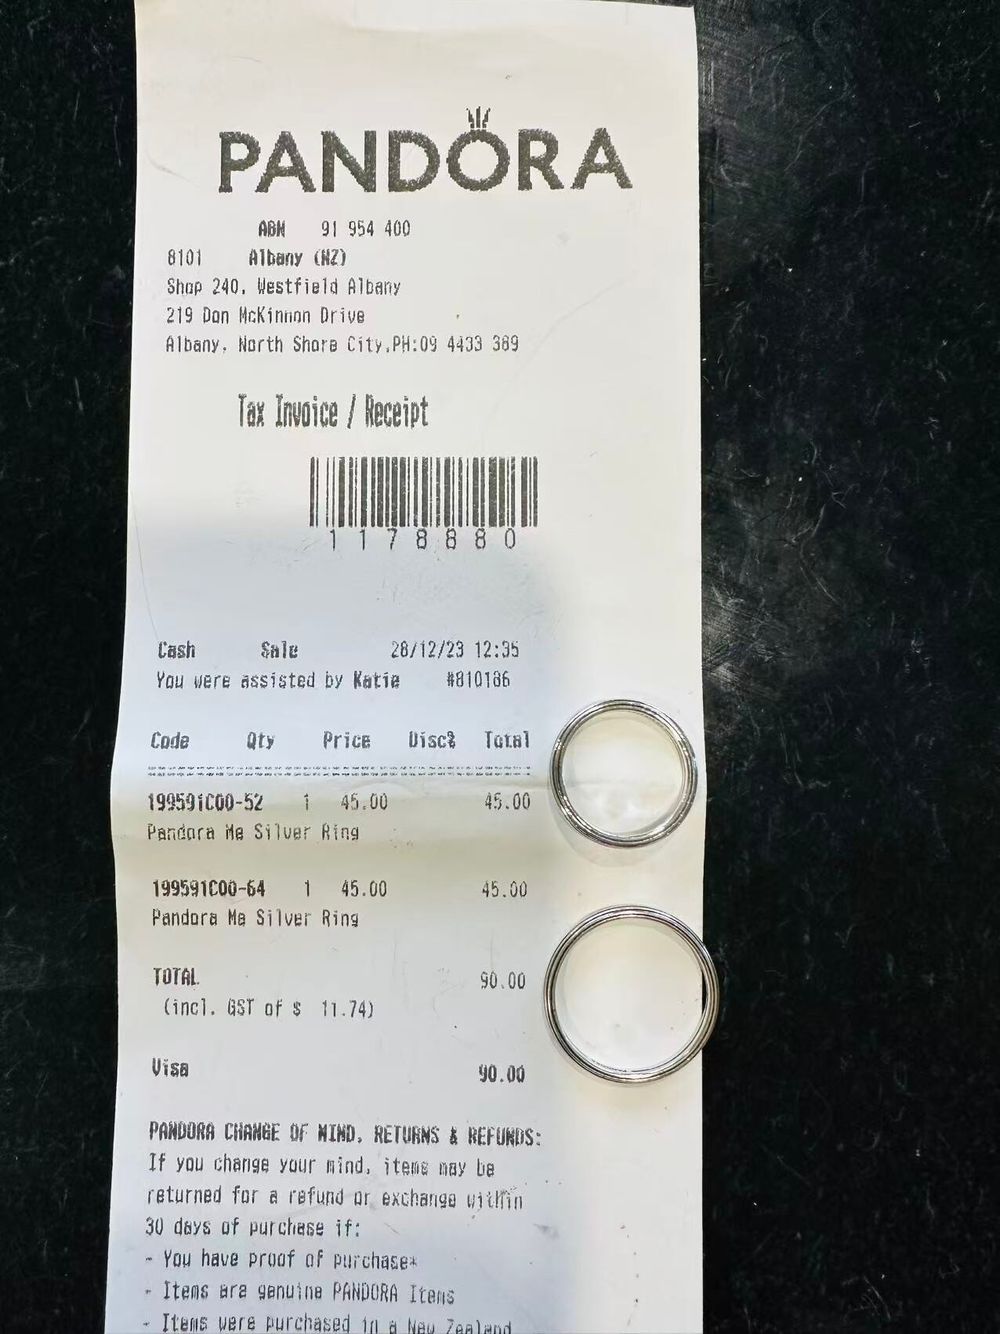 PANDORA
ABN 91 954 400
8101 Albany (NZ)
Shop 240, Westfield Albany
219 Don McKinnon Drive
Albany, North Shore City,PH:09 4433 389
Tax Invoice / Receipt
1178880
Cash Sale 28/12/23 12:35
You were assisted by Katie #810186
Code Qty Price Disc% Total
199591C00-52 1 45.00 45.00
Pandora Me Silver Ring
199591C00-64 1 45.00 45.00
Pandora Me Silver Ring
TOTAL 90.00
(incl. GST of $ 11.74)
Visa 90.00
PANDORA CHANGE OF MIND, RETURNS & REFUNDS:
If you change your mind, items may be
returned for a refund or exchange within
30 days of purchase if:
- You have proof of purchase*
- Items are genuine PANDORA Items
- Items were purchased in a New Zealand